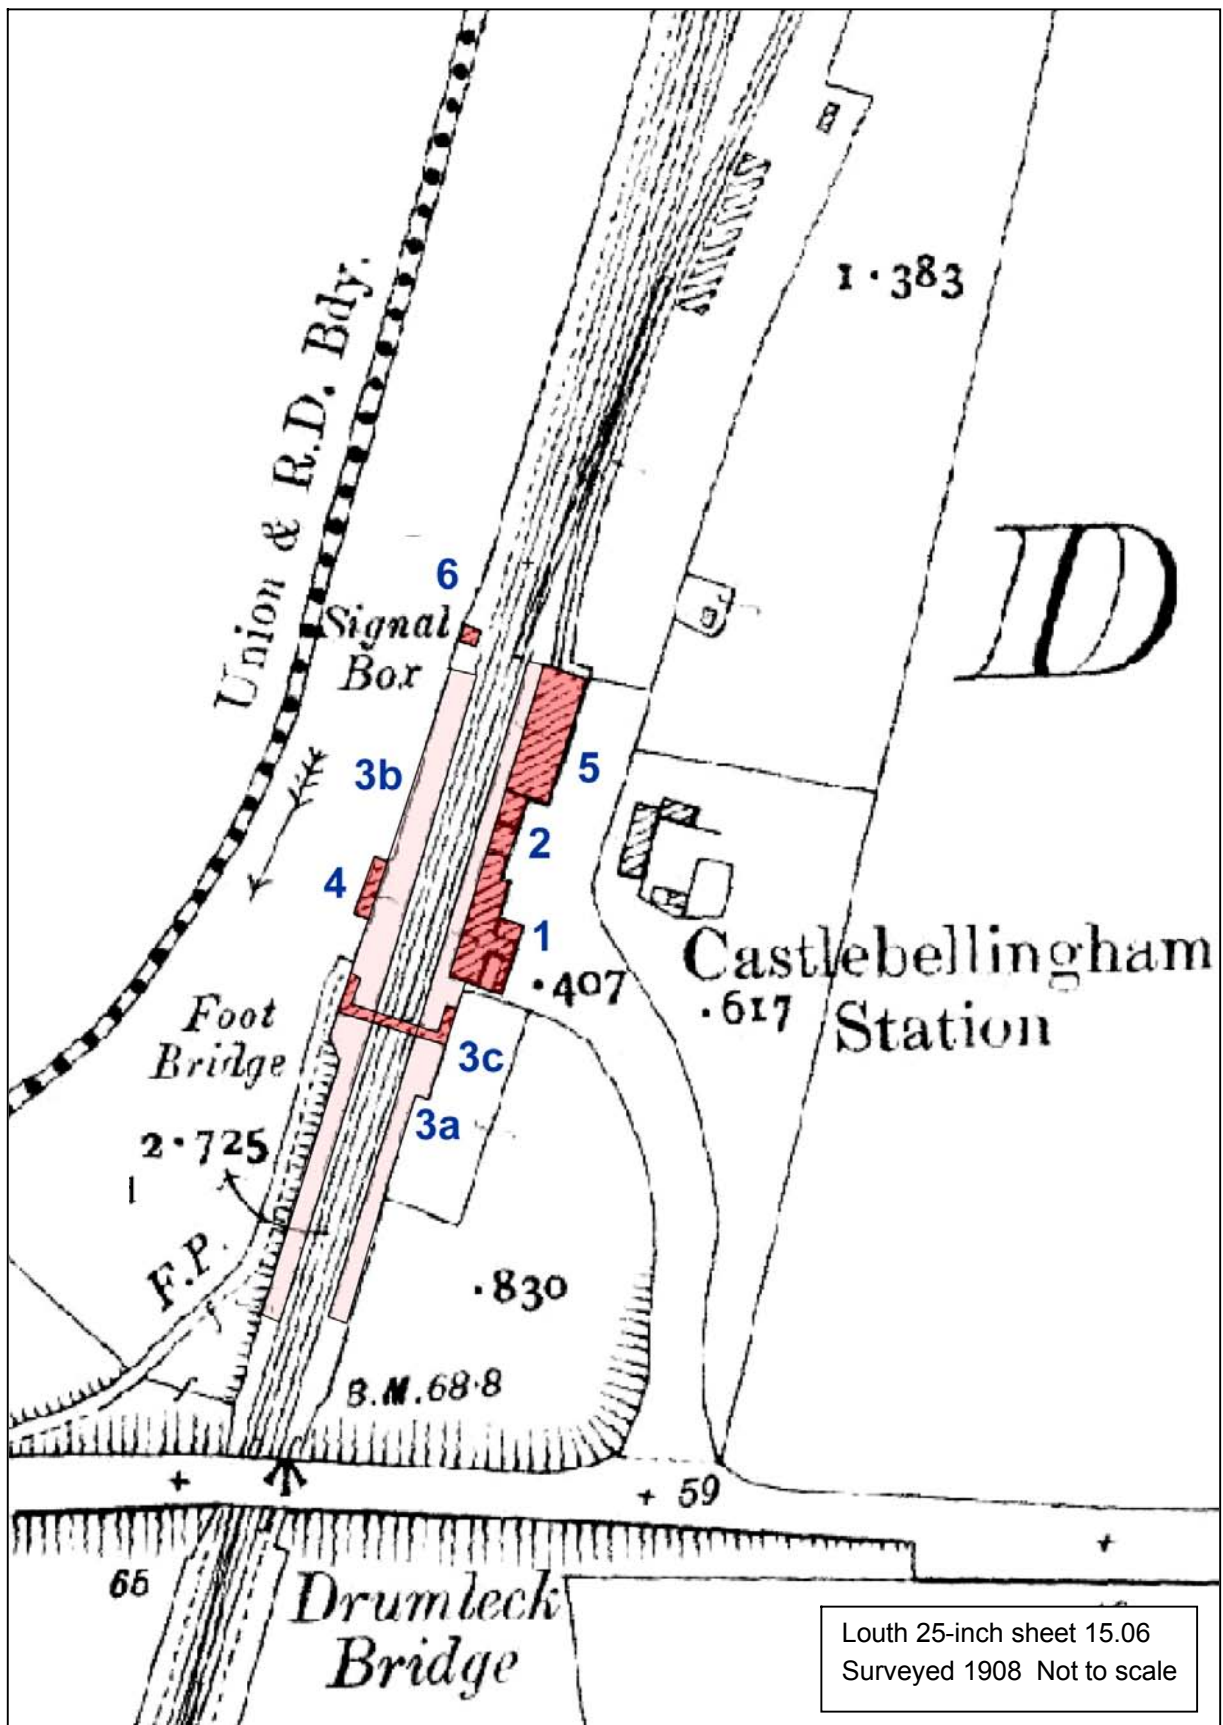 1.383
Union & R.D. Bdy.
D
6
Signal
Box
3b
5
2
4
1
Castlebellingham
Station
.407
.617
Foot
Bridge
3c
3a
2.725
F.P.
.830
B.M.68.8
59
66
Drumleck
Bridge
Louth 25-inch sheet 15.06
Surveyed 1908 Not to scale